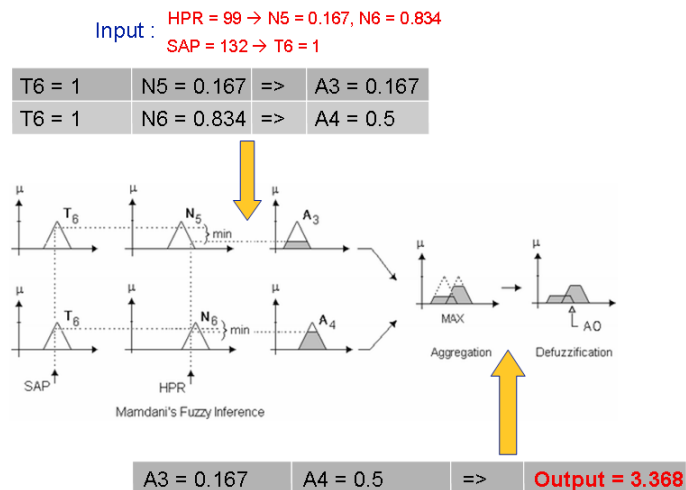 Input : HPR = 99 → N5 = 0.167, N6 = 0.834
SAP = 132 → T6 = 1
T6 = 1 N5 = 0.167 => A3 = 0.167
T6 = 1 N6 = 0.834 => A4 = 0.5
μ T6 μ N5 min μ A3
μ MAX μ AO
μ T6 μ N6 min μ A4
Aggregation Defuzzification
SAP HPR
Mamdani's Fuzzy Inference
A3 = 0.167 A4 = 0.5 => Output = 3.368